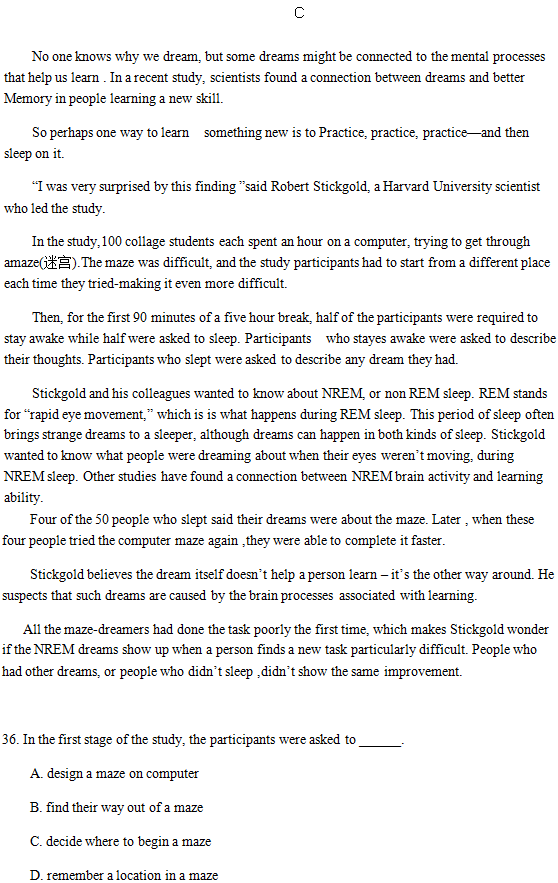 C
No one knows why we dream, but some dreams might be connected to the mental processes
that help us learn . In a recent study, scientists found a connection between dreams and better
Memory in people learning a new skill.
So perhaps one way to learn something new is to Practice, practice, practice—and then
sleep on it.
“I was very surprised by this finding ”said Robert Stickgold, a Harvard University scientist
who led the study.
In the study,100 collage students each spent an hour on a computer, trying to get through
amaze(迷宫).The maze was difficult, and the study participants had to start from a different place
each time they tried-making it even more difficult.
Then, for the first 90 minutes of a five hour break, half of the participants were required to
stay awake while half were asked to sleep. Participants who stayes awake were asked to describe
their thoughts. Participants who slept were asked to describe any dream they had.
Stickgold and his colleagues wanted to know about NREM, or non REM sleep. REM stands
for “rapid eye movement,” which is is what happens during REM sleep. This period of sleep often
brings strange dreams to a sleeper, although dreams can happen in both kinds of sleep. Stickgold
wanted to know what people were dreaming about when their eyes weren’t moving, during
NREM sleep. Other studies have found a connection between NREM brain activity and learning
ability.
Four of the 50 people who slept said their dreams were about the maze. Later , when these
four people tried the computer maze again ,they were able to complete it faster.
Stickgold believes the dream itself doesn’t help a person learn – it’s the other way around. He
suspects that such dreams are caused by the brain processes associated with learning.
All the maze-dreamers had done the task poorly the first time, which makes Stickgold wonder
if the NREM dreams show up when a person finds a new task particularly difficult. People who
had other dreams, or people who didn’t sleep ,didn’t show the same improvement.
36. In the first stage of the study, the participants were asked to ______.
A. design a maze on computer
B. find their way out of a maze
C. decide where to begin a maze
D. remember a location in a maze